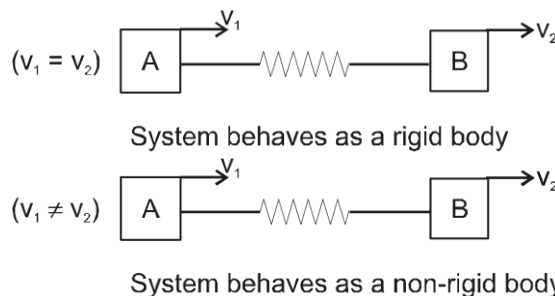 v₁ v₂
(v₁ = v₂) A B
System behaves as a rigid body
v₁ v₂
(v₁ ≠ v₂) A B
System behaves as a non-rigid body